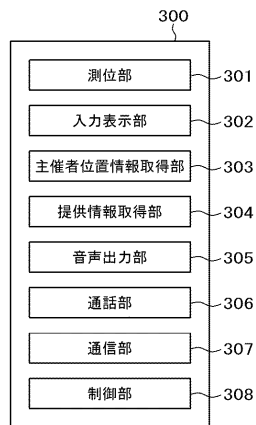 300
測位部 301
入力表示部 302
主催者位置情報取得部 303
提供情報取得部 304
音声出力部 305
通話部 306
通信部 307
制御部 308